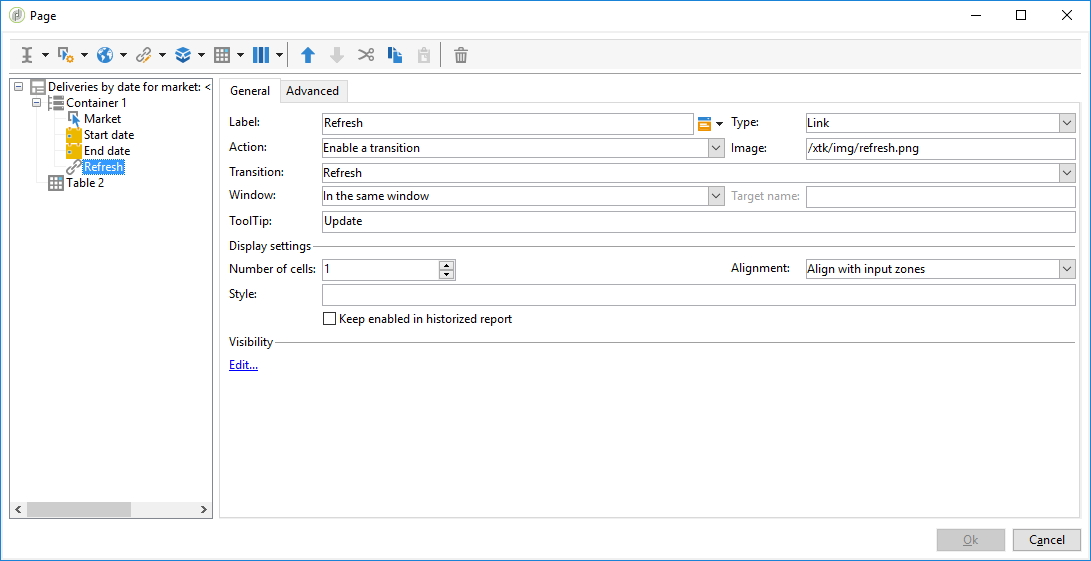 Page
Deliveries by date for market: <
Container 1
Market
Start date
End date
Refresh
Table 2
General Advanced
Label: Refresh Type: Link
Action: Enable a transition Image: /xtk/img/refresh.png
Transition: Refresh
Window: In the same window Target name:
ToolTip: Update
Display settings
Number of cells: 1 Alignment: Align with input zones
Style:
Keep enabled in historized report
Visibility
Edit...
Ok Cancel